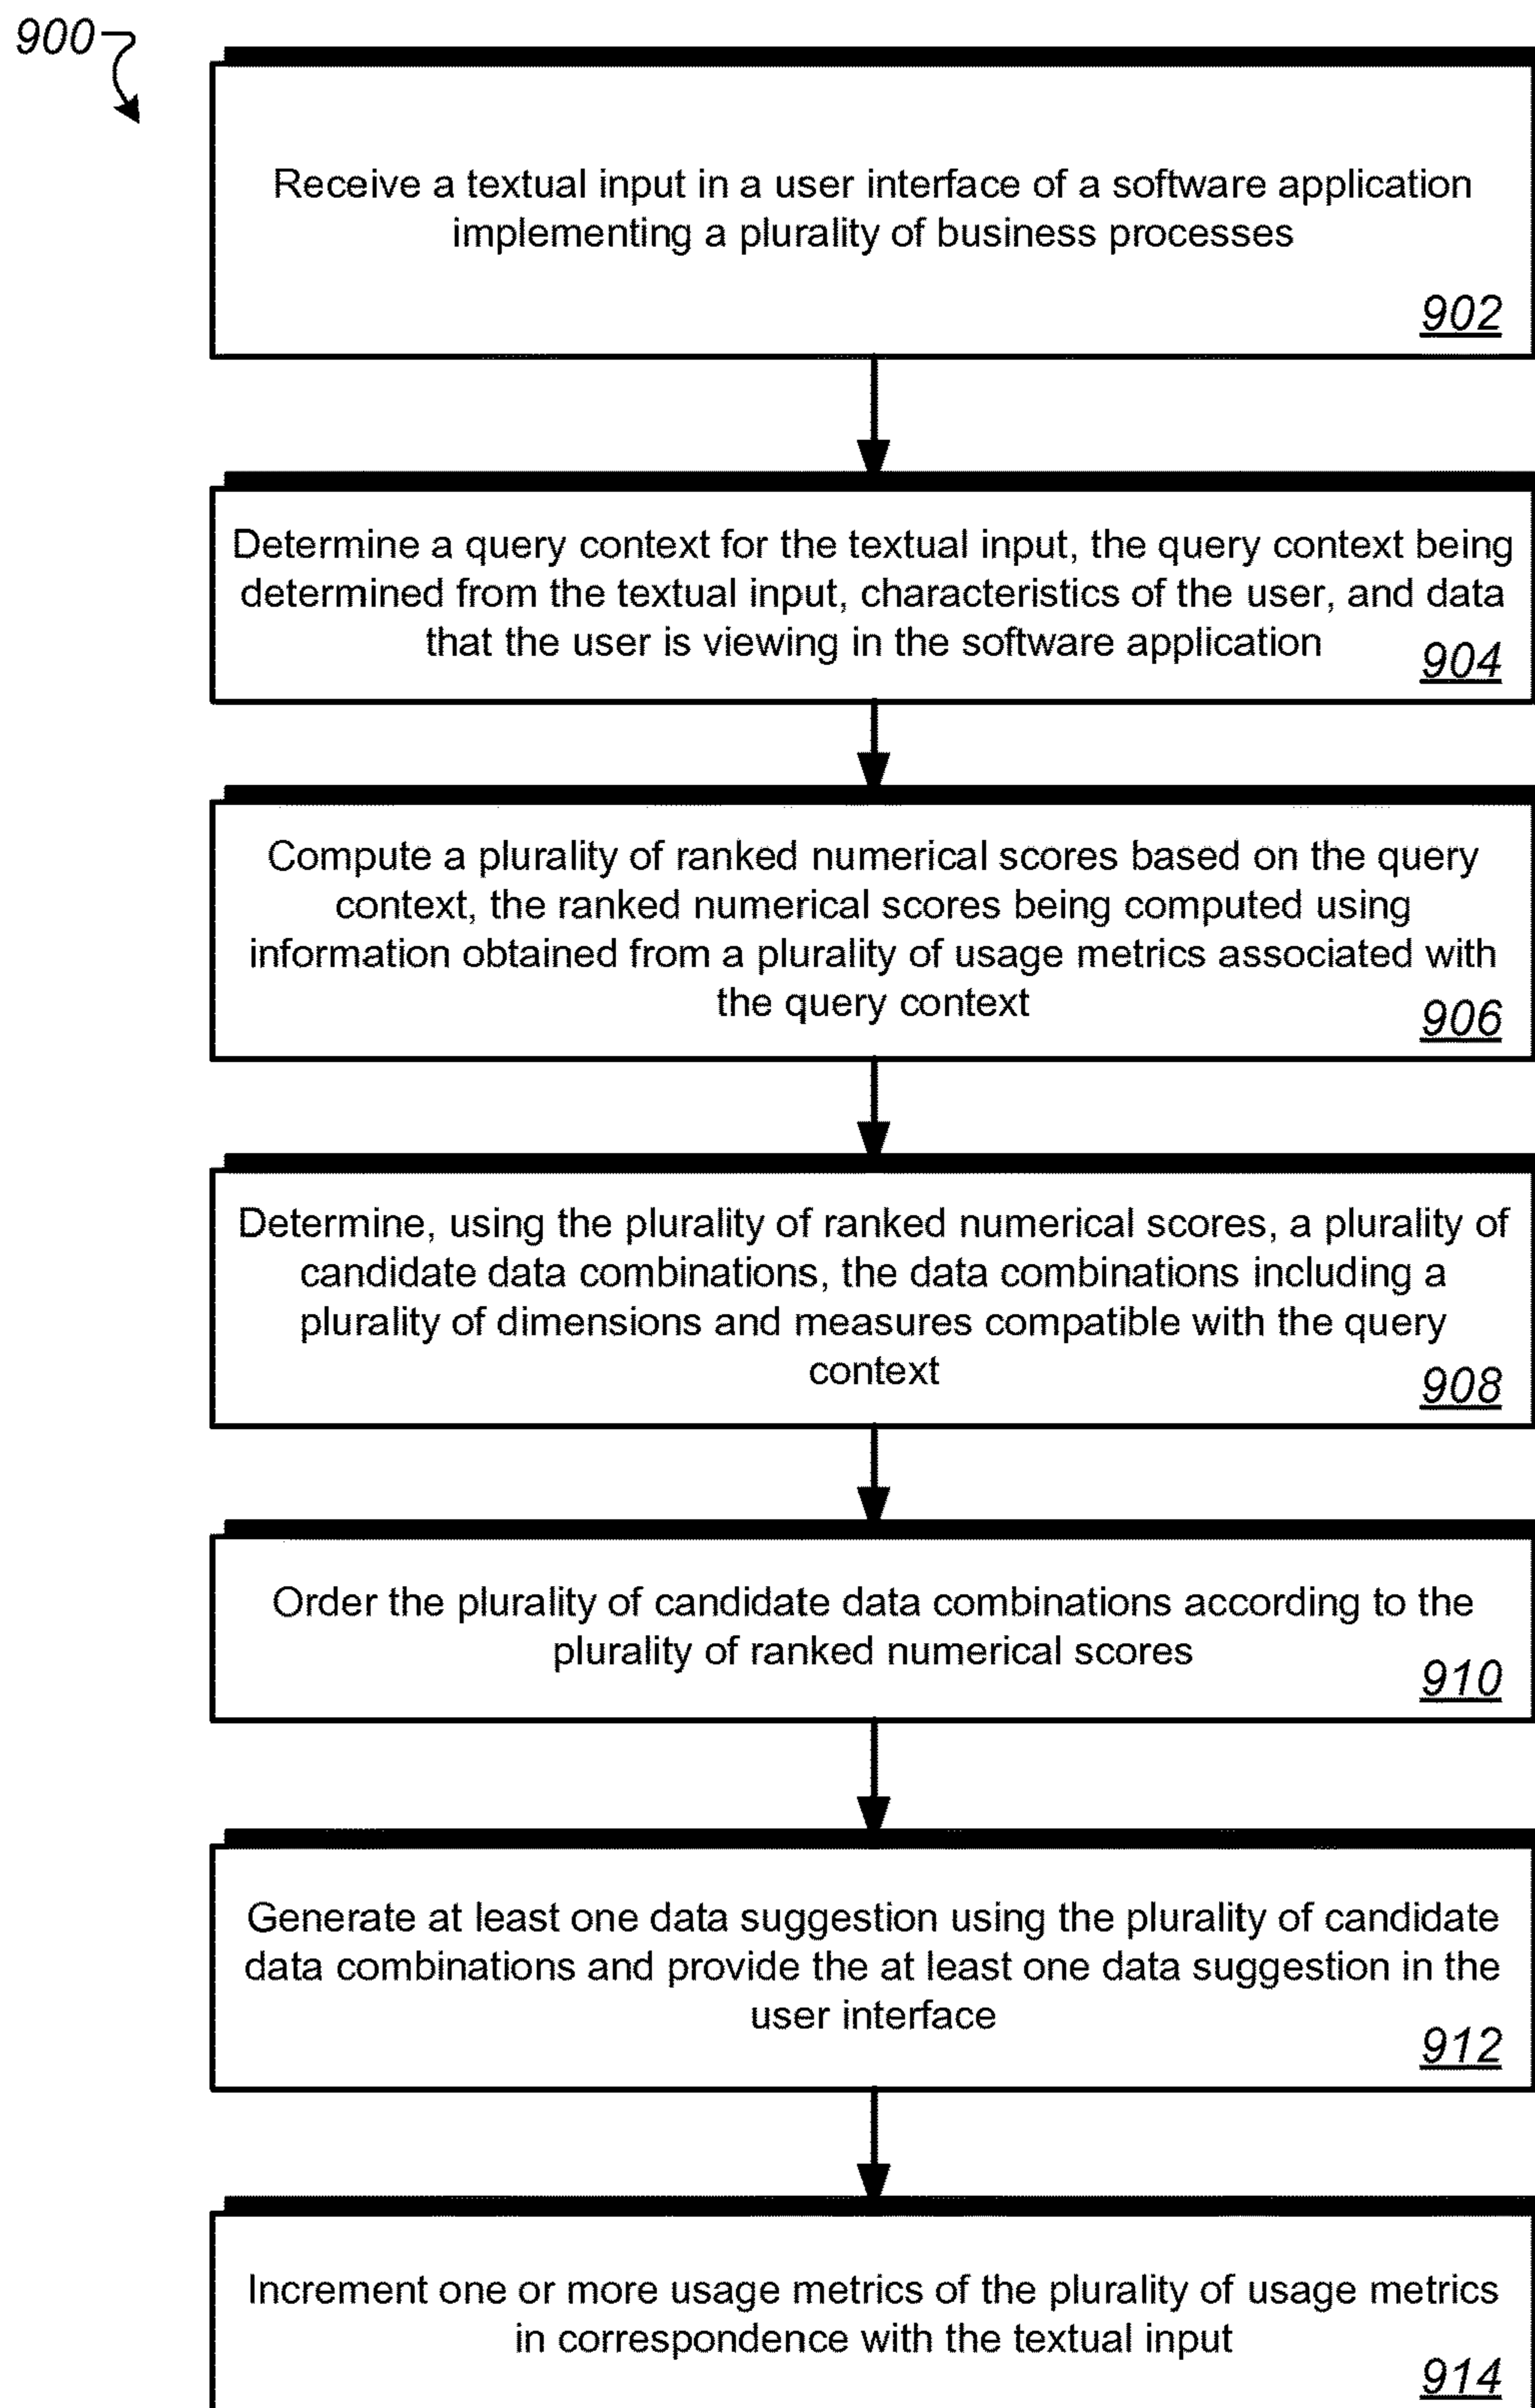 900
Receive a textual input in a user interface of a software application
implementing a plurality of business processes
902
Determine a query context for the textual input, the query context being
determined from the textual input, characteristics of the user, and data
that the user is viewing in the software application
904
Compute a plurality of ranked numerical scores based on the query
context, the ranked numerical scores being computed using
information obtained from a plurality of usage metrics associated with
the query context
906
Determine, using the plurality of ranked numerical scores, a plurality of
candidate data combinations, the data combinations including a
plurality of dimensions and measures compatible with the query
context
908
Order the plurality of candidate data combinations according to the
plurality of ranked numerical scores
910
Generate at least one data suggestion using the plurality of candidate
data combinations and provide the at least one data suggestion in the
user interface
912
Increment one or more usage metrics of the plurality of usage metrics
in correspondence with the textual input
914